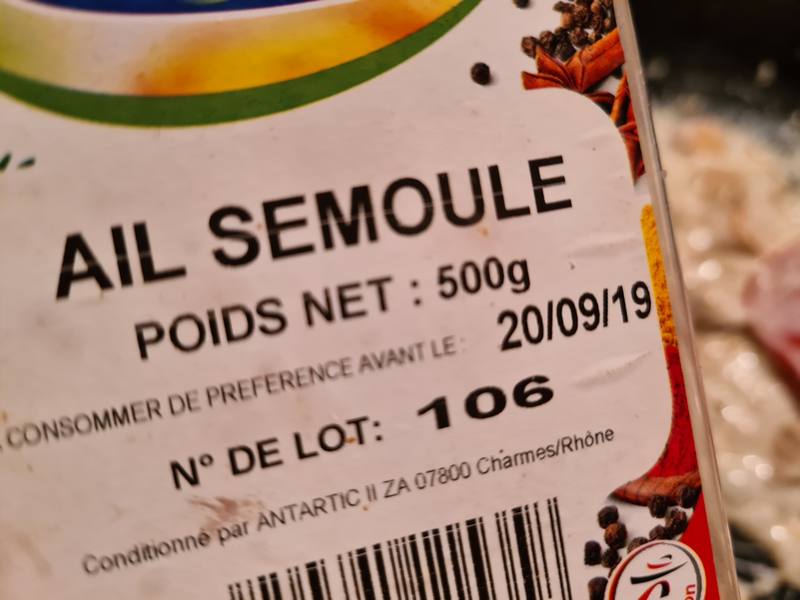 AIL SEMOULE
POIDS NET : 500g
CONSOMMER DE PREFERENCE AVANT LE : 20/09/19
N° DE LOT: 106
Conditionné par ANTARTIC II ZA 07800 Charmes/Rhône